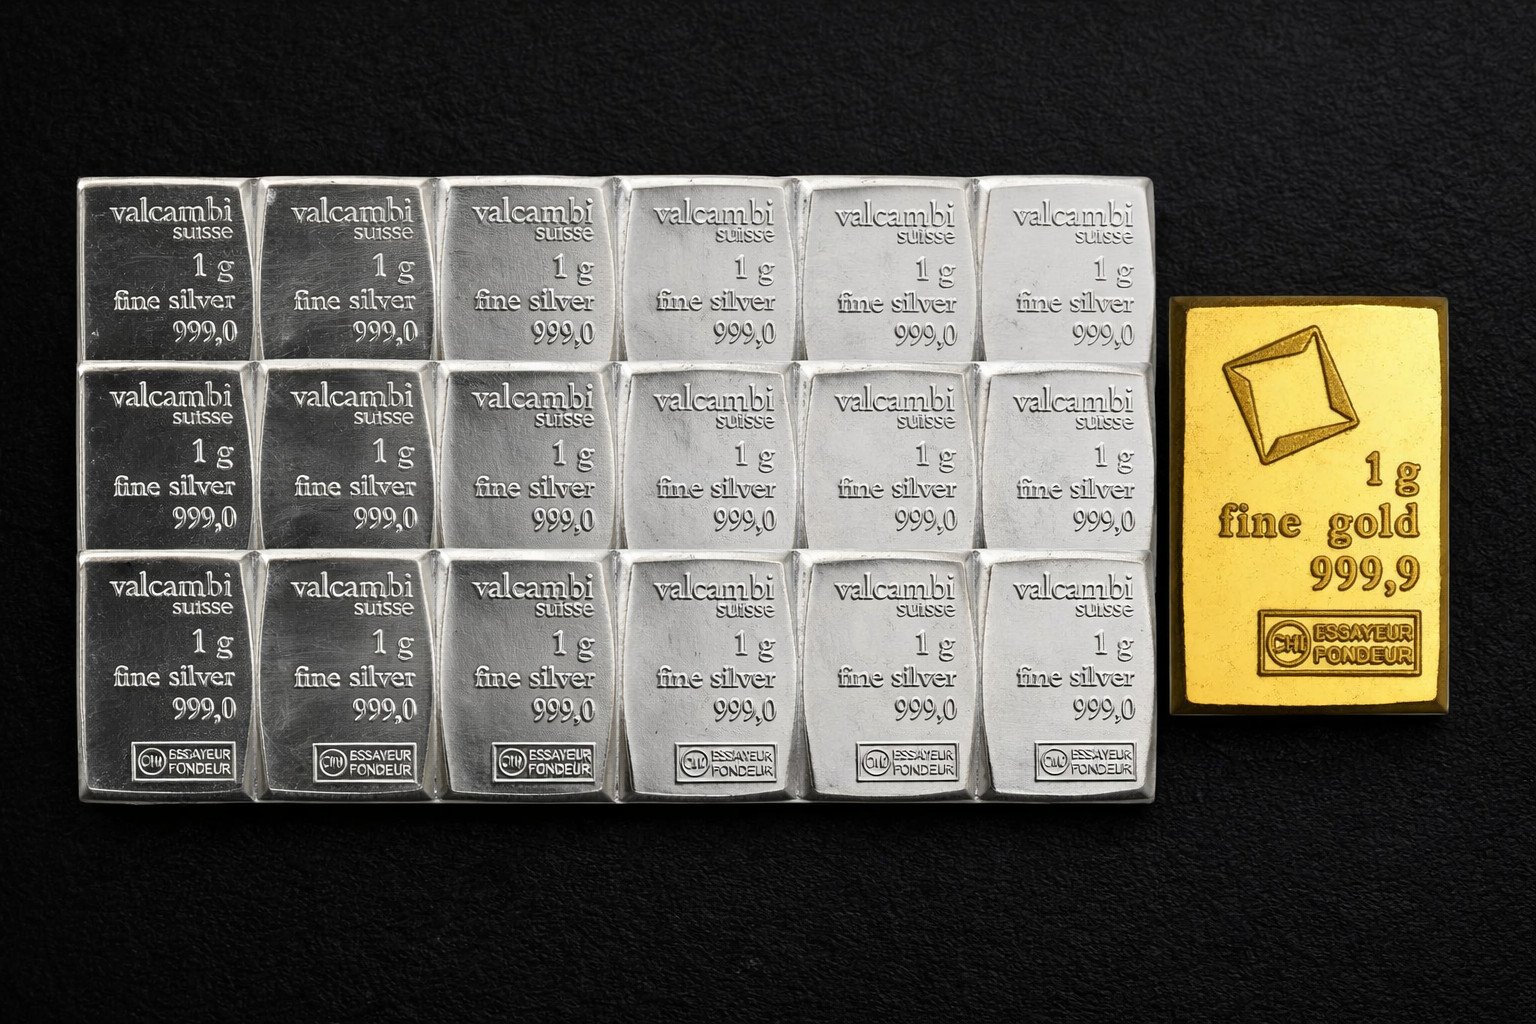 valcambi
suisse
1 g
fine silver
999,0
valcambi
suisse
1 g
fine silver
999,0
valcambi
suisse
1 g
fine silver
999,0
valcambi
suisse
1 g
fine silver
999,0
valcambi
suisse
1 g
fine silver
999,0
valcambi
suisse
1 g
fine silver
999,0
valcambi
suisse
1 g
fine silver
999,0
valcambi
suisse
1 g
fine silver
999,0
valcambi
suisse
1 g
fine silver
999,0
valcambi
suisse
1 g
fine silver
999,0
valcambi
suisse
1 g
fine silver
999,0
valcambi
suisse
1 g
fine silver
999,0
valcambi
suisse
1 g
fine silver
999,0
ESSAYEUR
FONDEUR
valcambi
suisse
1 g
fine silver
999,0
ESSAYEUR
FONDEUR
valcambi
suisse
1 g
fine silver
999,0
ESSAYEUR
FONDEUR
valcambi
suisse
1 g
fine silver
999,0
ESSAYEUR
FONDEUR
valcambi
suisse
1 g
fine silver
999,0
ESSAYEUR
FONDEUR
valcambi
suisse
1 g
fine silver
999,0
ESSAYEUR
FONDEUR
1 g
fine gold
999,9
CHI ESSAYEUR
FONDEUR